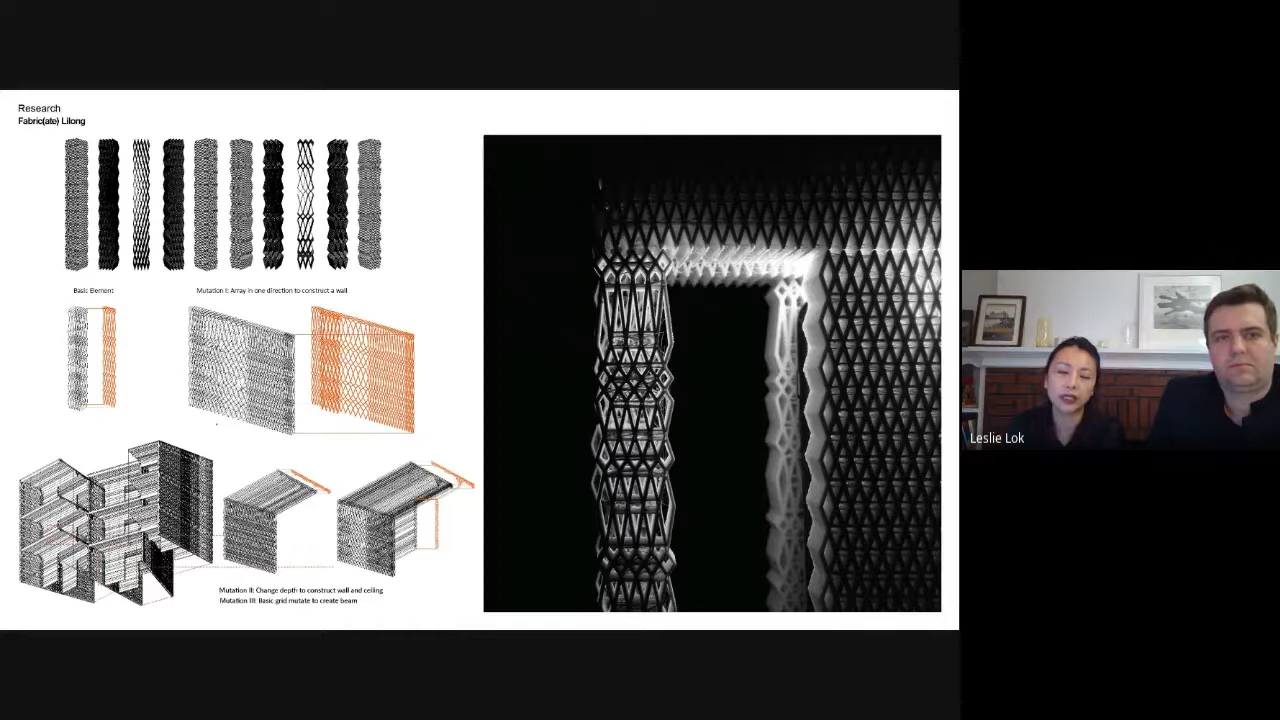 Research
Fabric(ate) Lilong
Basic Element
Mutation I: Array in one direction to construct a wall
Mutation II: Change depth to construct wall and ceiling
Mutation III: Basic grid mutate to create beam
Leslie Lok